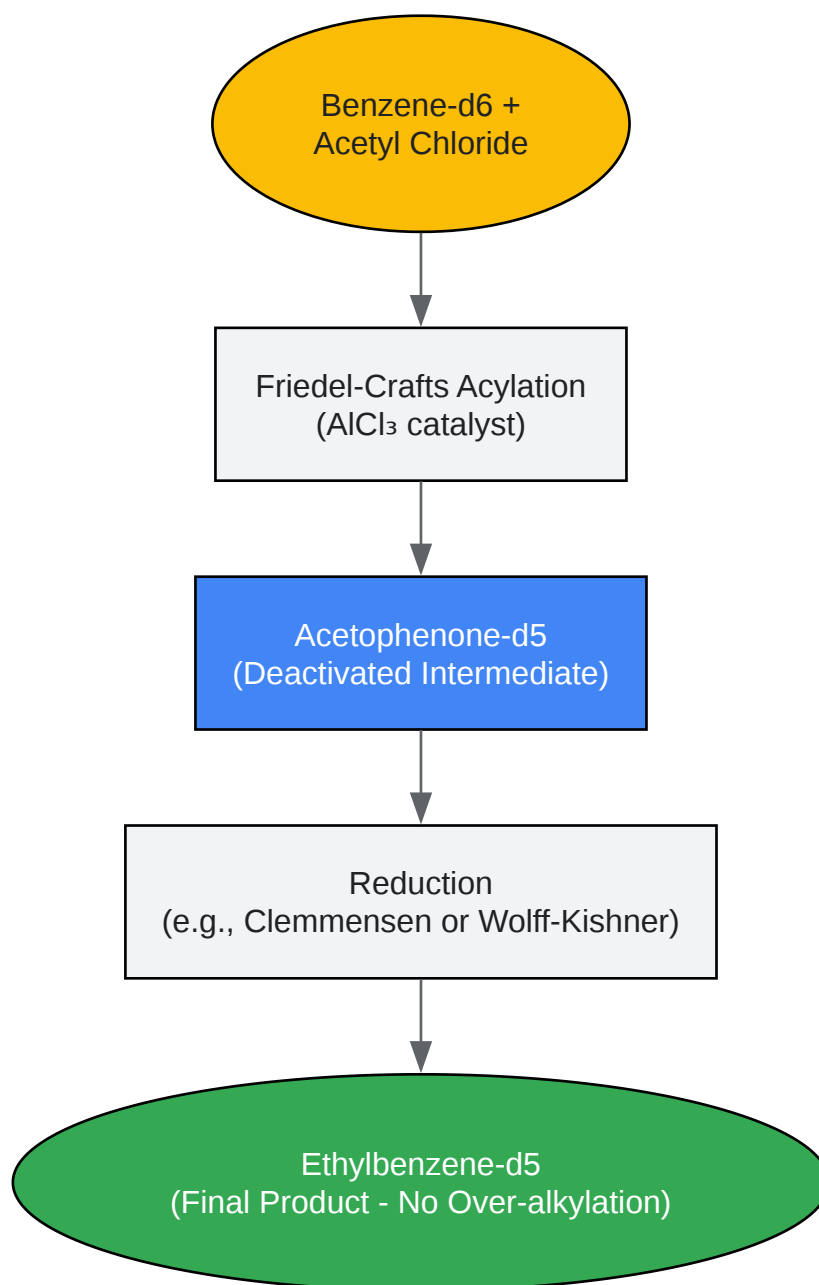 Benzene-d6 +
Acetyl Chloride
Friedel-Crafts Acylation
(AlCl₃ catalyst)
Acetophenone-d5
(Deactivated Intermediate)
Reduction
(e.g., Clemmensen or Wolff-Kishner)
Ethylbenzene-d5
(Final Product - No Over-alkylation)